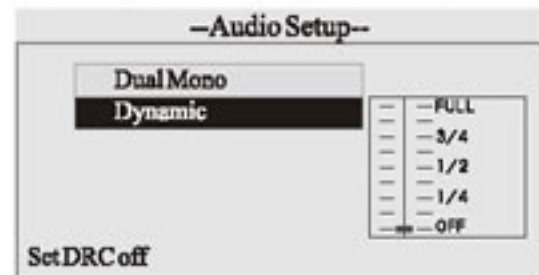 --Audio Setup--
Dual Mono
Dynamic
FULL
3/4
1/2
1/4
OFF
Set DRC off